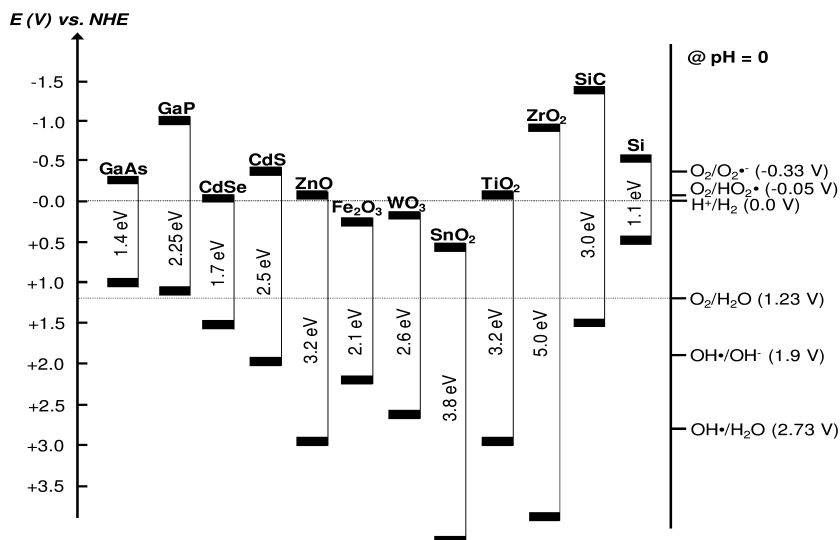 E (V) vs. NHE
@ pH = 0
-1.5
-1.0
-0.5
-0.0
+0.5
+1.0
+1.5
+2.0
+2.5
+3.0
+3.5
GaAs
1.4 eV
GaP
2.25 eV
CdSe
1.7 eV
CdS
2.5 eV
ZnO
3.2 eV
Fe₂O₃
2.1 eV
WO₃
2.6 eV
SnO₂
3.8 eV
TiO₂
3.2 eV
ZrO₂
5.0 eV
SiC
3.0 eV
Si
1.1 eV
O₂/O₂•⁻ (-0.33 V)
O₂/HO₂• (-0.05 V)
H⁺/H₂ (0.0 V)
O₂/H₂O (1.23 V)
OH•/OH⁻ (1.9 V)
OH•/H₂O (2.73 V)